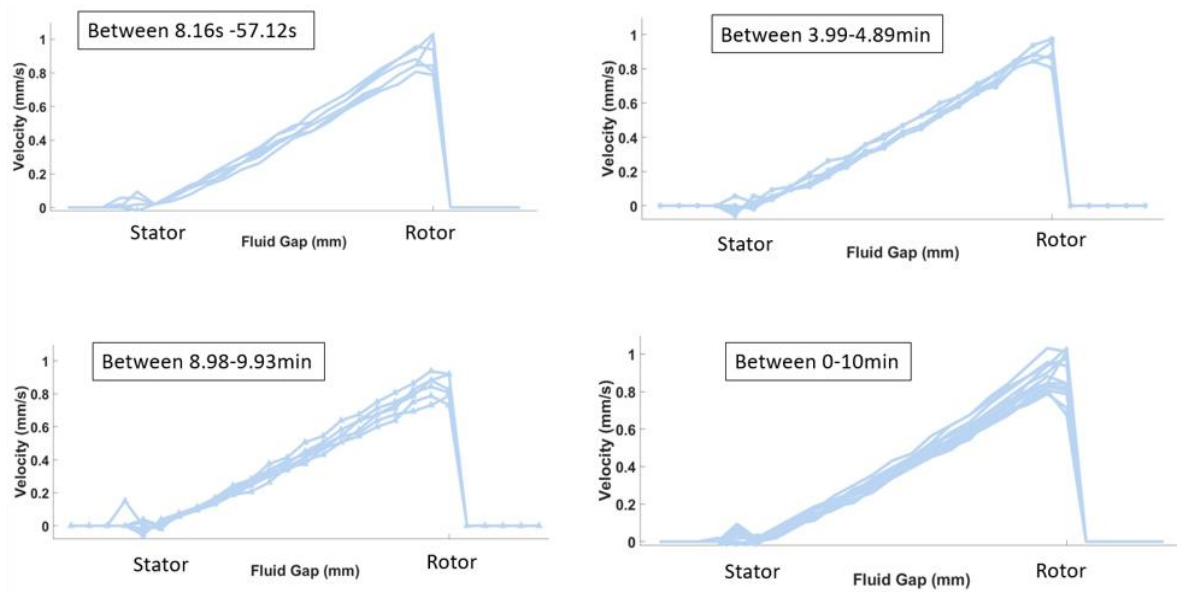 Between 8.16s -57.12s
Velocity (mm/s)
1
0.8
0.6
0.4
0.2
0
Stator
Fluid Gap (mm)
Rotor
Between 3.99-4.89min
Velocity (mm/s)
1
0.8
0.6
0.4
0.2
0
Stator
Fluid Gap (mm)
Rotor
Between 8.98-9.93min
Velocity (mm/s)
1
0.8
0.6
0.4
0.2
0
Stator
Fluid Gap (mm)
Rotor
Between 0-10min
Velocity (mm/s)
1
0.8
0.6
0.4
0.2
0
Stator
Fluid Gap (mm)
Rotor